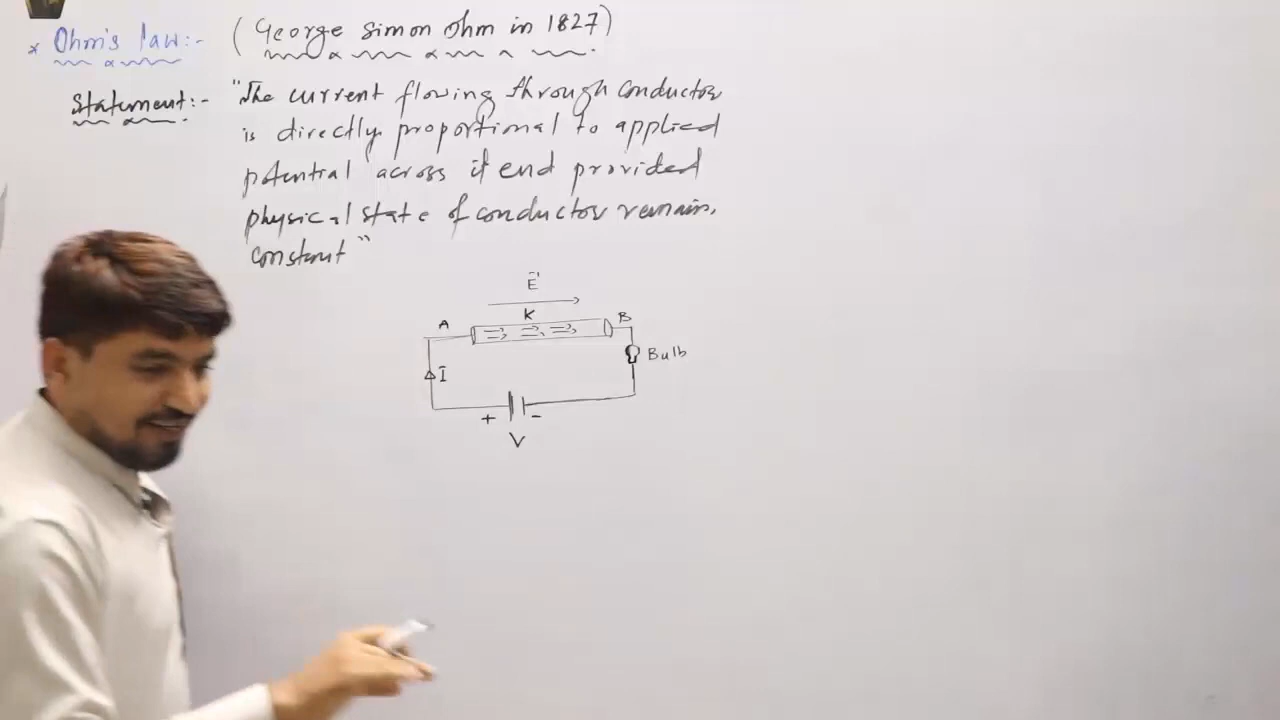 * Ohm's law:- (George Simon Ohm in 1827)
Statement:- "The current flowing through conductor
is directly proportional to applied
potential across it end provided
physical state of conductor remain,
constant"
E
K
A B
Bulb
I
+ -
V